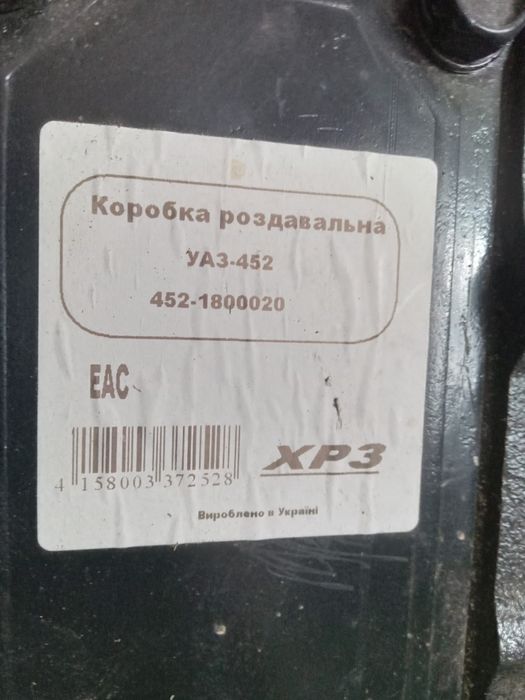 Коробка роздавальна
УАЗ-452
452-1800020
EAC
4 158003 372528
ХРЗ
Вироблено в Україні